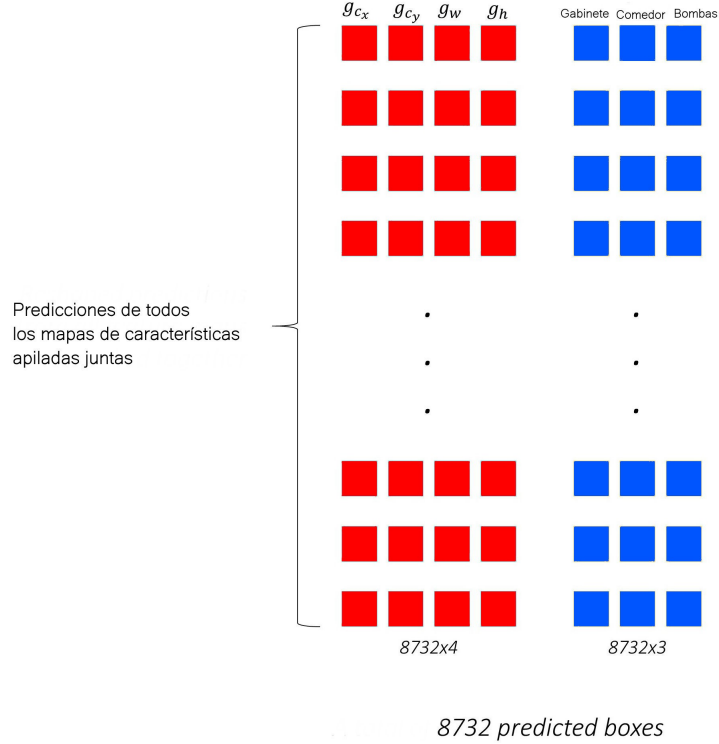 g_{c_x} g_{c_y} g_w g_h Gabinete Comedor Bombas
Predicciones de todos
los mapas de características
apiladas juntas
8732x4 8732x3
8732 predicted boxes